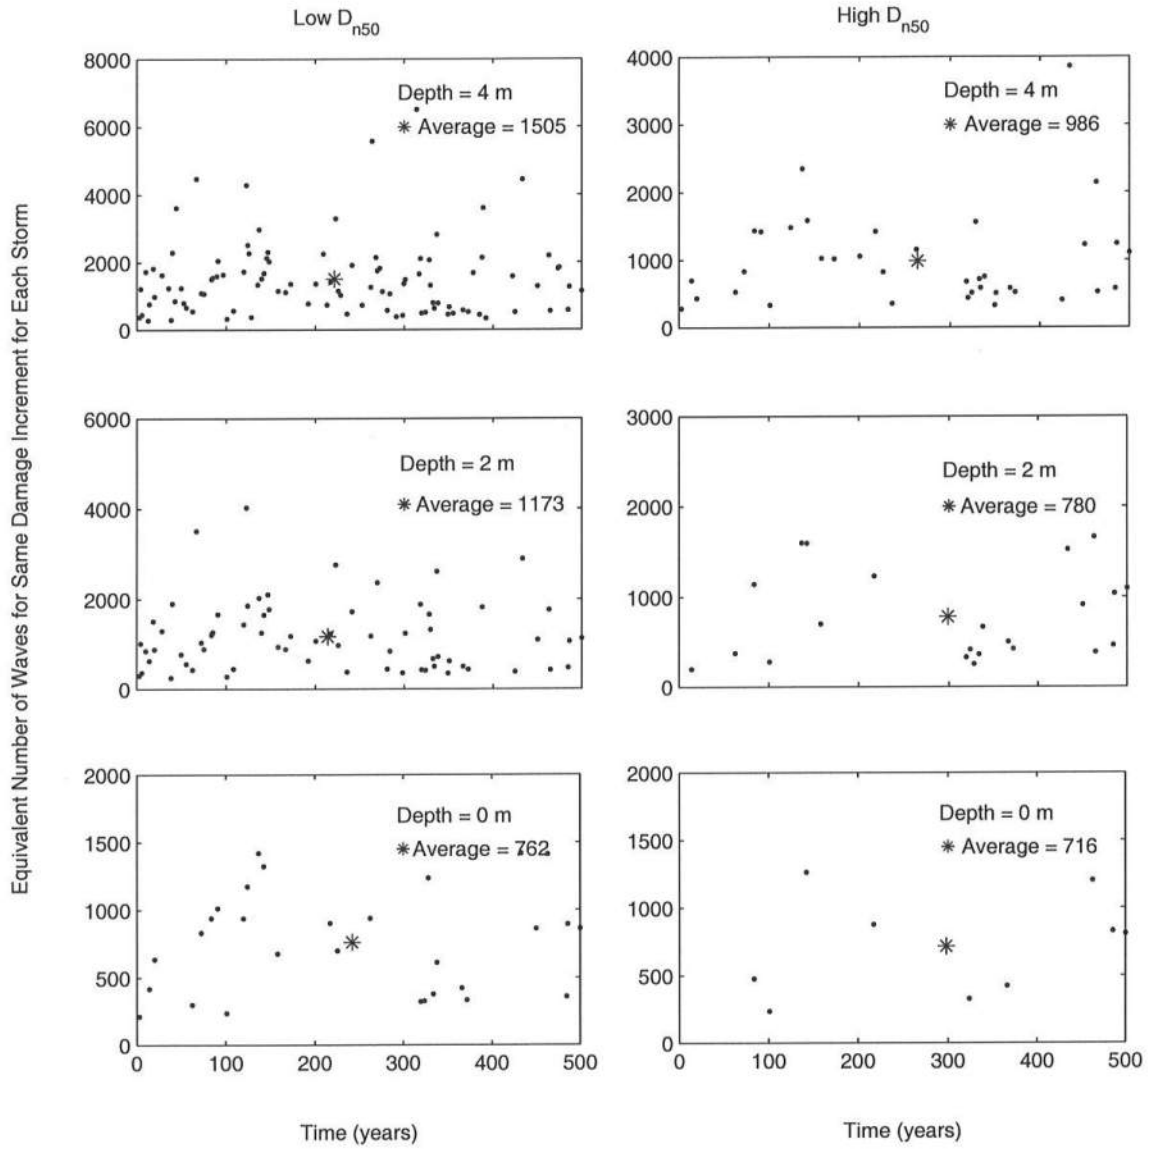 Low Dn50
High Dn50
Equivalent Number of Waves for Same Damage Increment for Each Storm
8000
6000
4000
2000
0
Depth = 4 m
Average = 1505
4000
3000
2000
1000
0
Depth = 4 m
Average = 986
6000
4000
2000
0
Depth = 2 m
Average = 1173
3000
2000
1000
0
Depth = 2 m
Average = 780
2000
1500
1000
500
0
Depth = 0 m
Average = 762
0 100 200 300 400 500
Time (years)
2000
1500
1000
500
0
Depth = 0 m
Average = 716
0 100 200 300 400 500
Time (years)